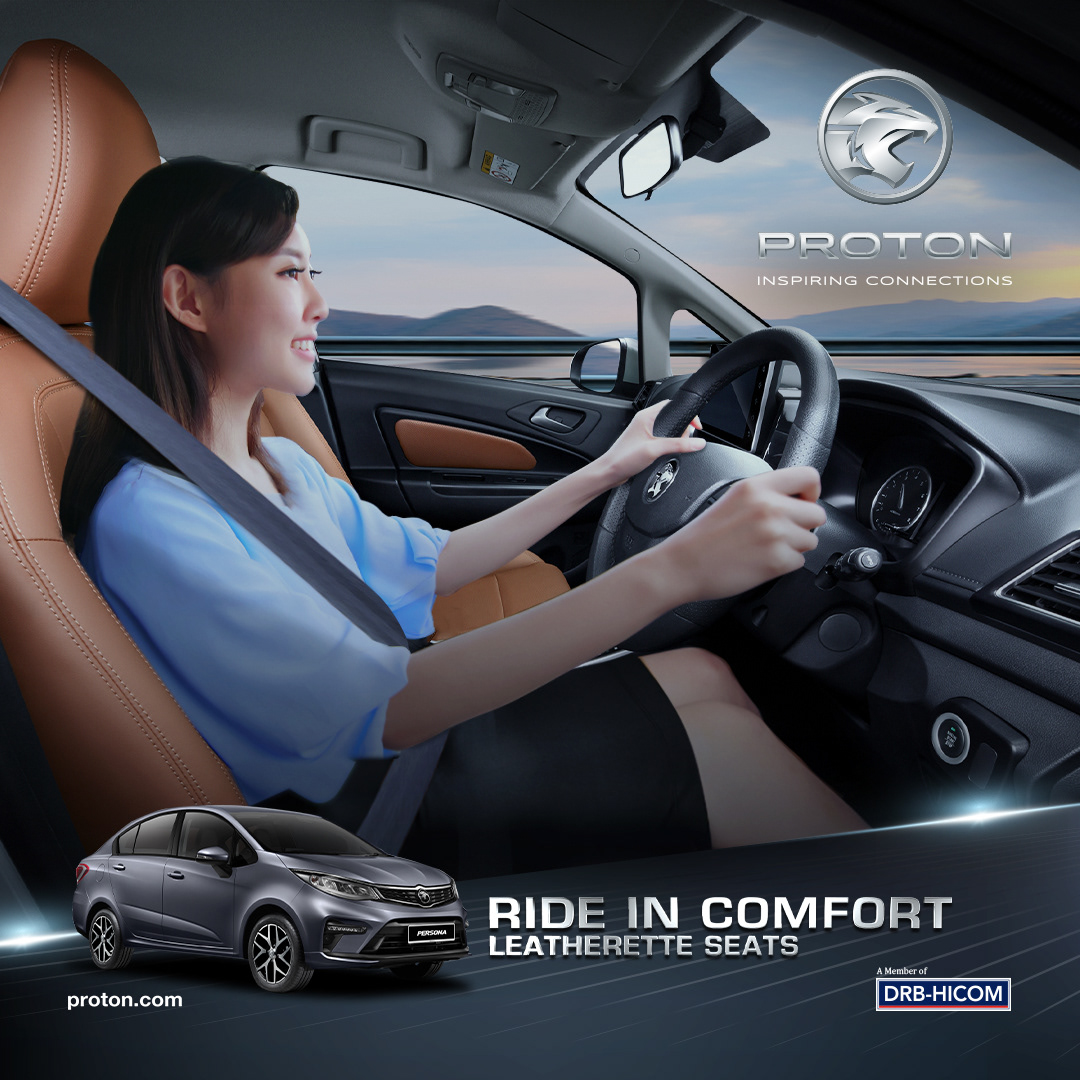 PROTON
INSPIRING CONNECTIONS
PERSONA
RIDE IN COMFORT
LEATHERETTE SEATS
proton.com
A Member of
DRB-HICOM